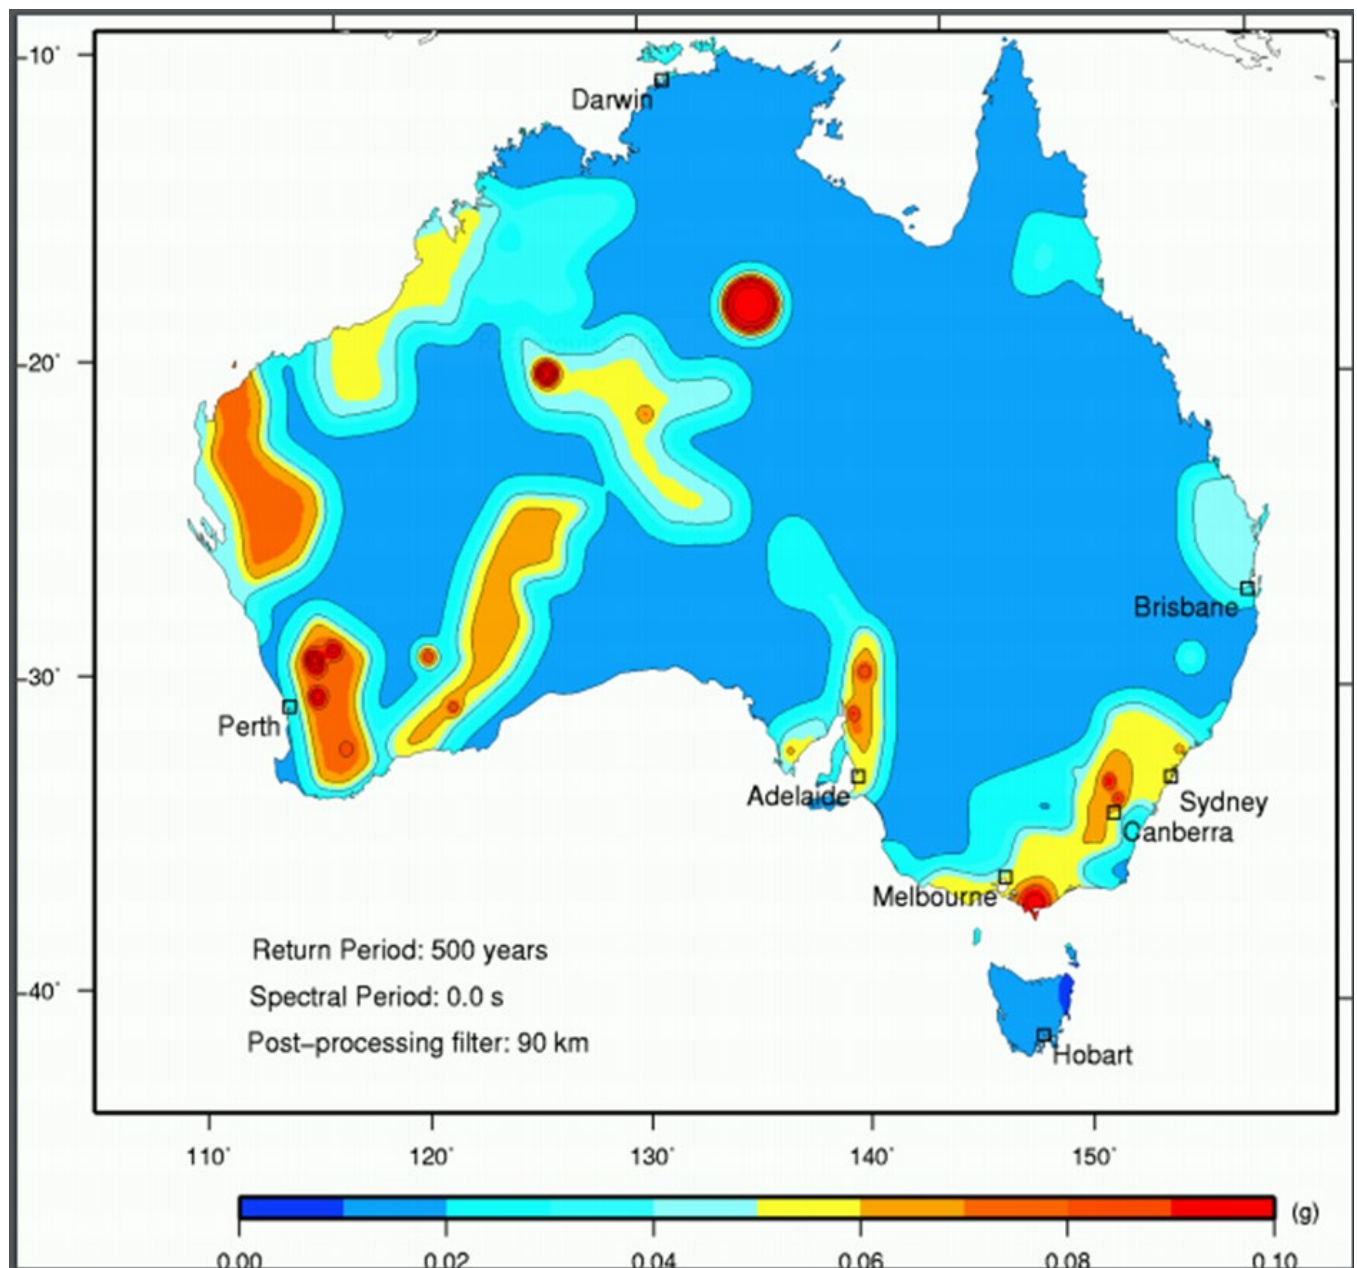 -10°
Darwin
-20°
Brisbane
-30°
Perth
Adelaide
Sydney
Canberra
Melbourne
Return Period: 500 years
-40°
Spectral Period: 0.0 s
Post-processing filter: 90 km
Hobart
110° 120° 130° 140° 150°
(g)
0.00 0.02 0.04 0.06 0.08 0.10